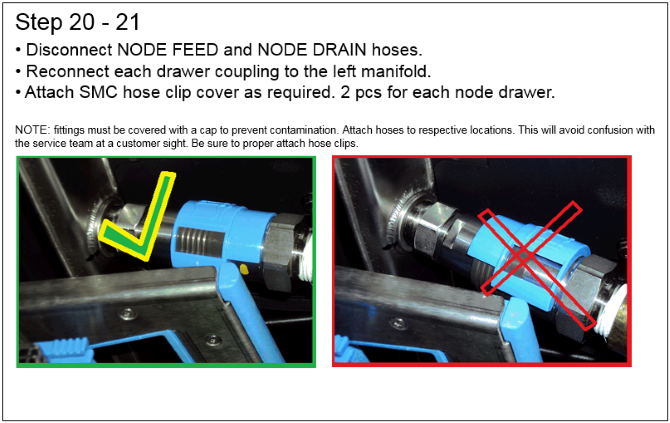 Step 20 - 21
• Disconnect NODE FEED and NODE DRAIN hoses.
• Reconnect each drawer coupling to the left manifold.
• Attach SMC hose clip cover as required. 2 pcs for each node drawer.
NOTE: fittings must be covered with a cap to prevent contamination. Attach hoses to respective locations. This will avoid confusion with
the service team at a customer sight. Be sure to proper attach hose clips.